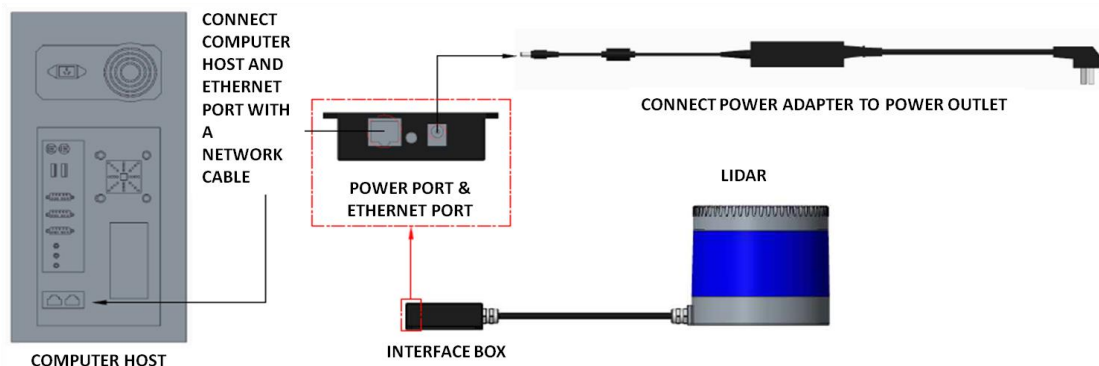 CONNECT
COMPUTER
HOST AND
ETHERNET
PORT WITH
A
NETWORK
CABLE
CONNECT POWER ADAPTER TO POWER OUTLET
POWER PORT &
ETHERNET PORT
LIDAR
INTERFACE BOX
COMPUTER HOST